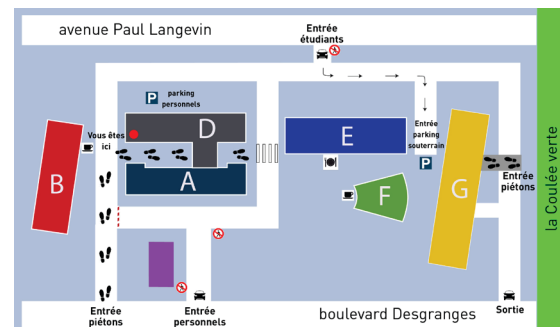 avenue Paul Langevin
Entrée
étudiants
P
parking
personnels
Vous êtes
ici
D
E
Entrée
parking
souterrain
P
B
A
F
G
Entrée
piétons
la Coulée verte
Entrée
piétons
Entrée
personnels
boulevard Desgranges
Sortie